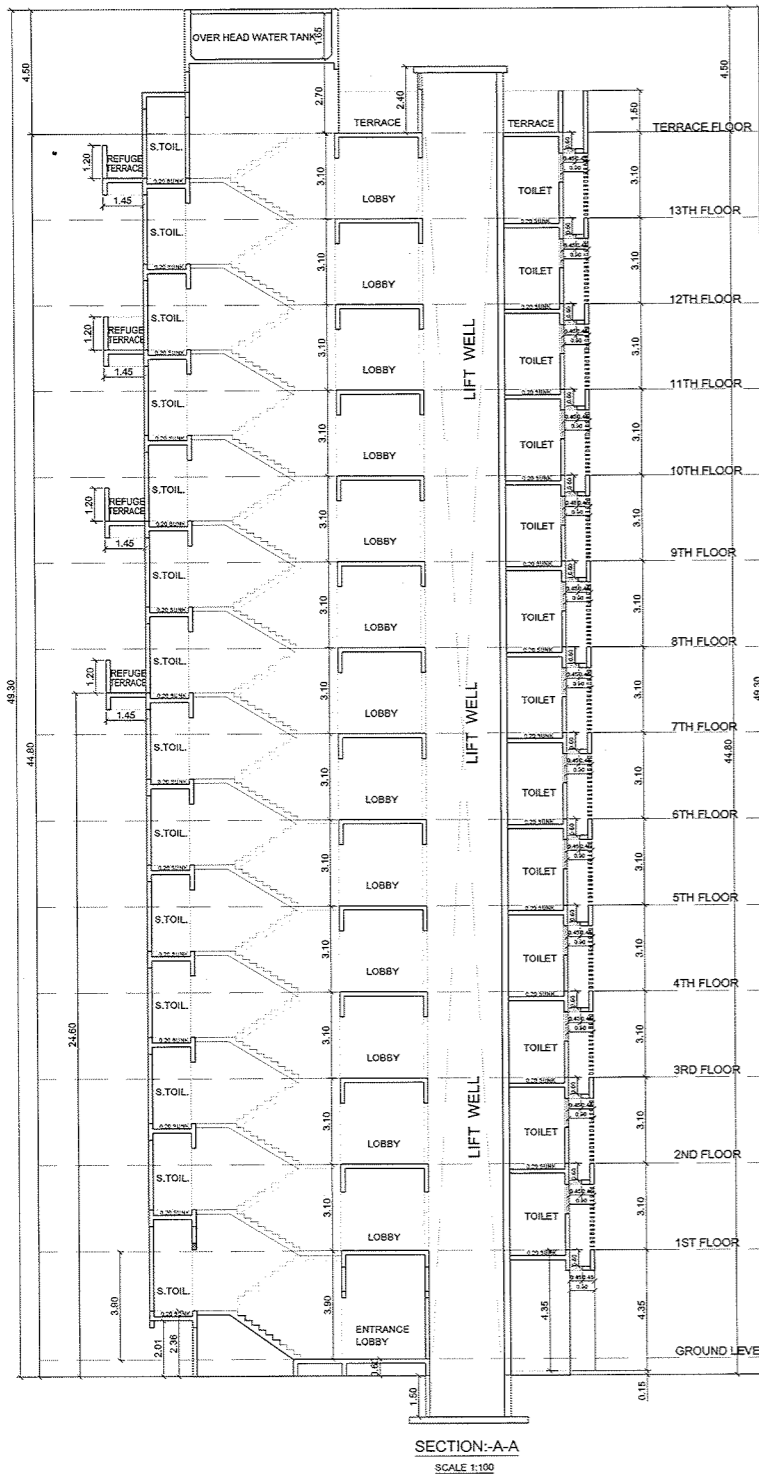 OVER HEAD WATER TANK
1.65
4.50
2.70
2.40
4.50
1.50
TERRACE
TERRACE
TERRACE FLOOR
S.TOIL.
REFUGE
TERRACE
1.20
1.45
3.10
LOBBY
TOILET
3.10
13TH FLOOR
S.TOIL.
3.10
LOBBY
TOILET
3.10
12TH FLOOR
S.TOIL.
REFUGE
TERRACE
1.20
1.45
3.10
LOBBY
LIFT WELL
TOILET
3.10
11TH FLOOR
S.TOIL.
3.10
LOBBY
TOILET
3.10
10TH FLOOR
S.TOIL.
REFUGE
TERRACE
1.20
1.45
3.10
LOBBY
TOILET
3.10
9TH FLOOR
S.TOIL.
3.10
LOBBY
TOILET
3.10
8TH FLOOR
S.TOIL.
REFUGE
TERRACE
1.20
1.45
49.30
44.80
3.10
LOBBY
LIFT WELL
TOILET
3.10
7TH FLOOR
44.80
49.30
S.TOIL.
3.10
LOBBY
TOILET
3.10
6TH FLOOR
S.TOIL.
3.10
LOBBY
TOILET
3.10
5TH FLOOR
S.TOIL.
3.10
LOBBY
TOILET
3.10
4TH FLOOR
24.60
S.TOIL.
3.10
LOBBY
TOILET
3.10
3RD FLOOR
S.TOIL.
3.10
LOBBY
LIFT WELL
TOILET
3.10
2ND FLOOR
S.TOIL.
3.10
LOBBY
TOILET
3.10
1ST FLOOR
S.TOIL.
3.90
3.90
4.35
4.35
ENTRANCE
LOBBY
2.01
2.36
GROUND LEVE
1.50
0.15
SECTION:-A-A
SCALE 1:100